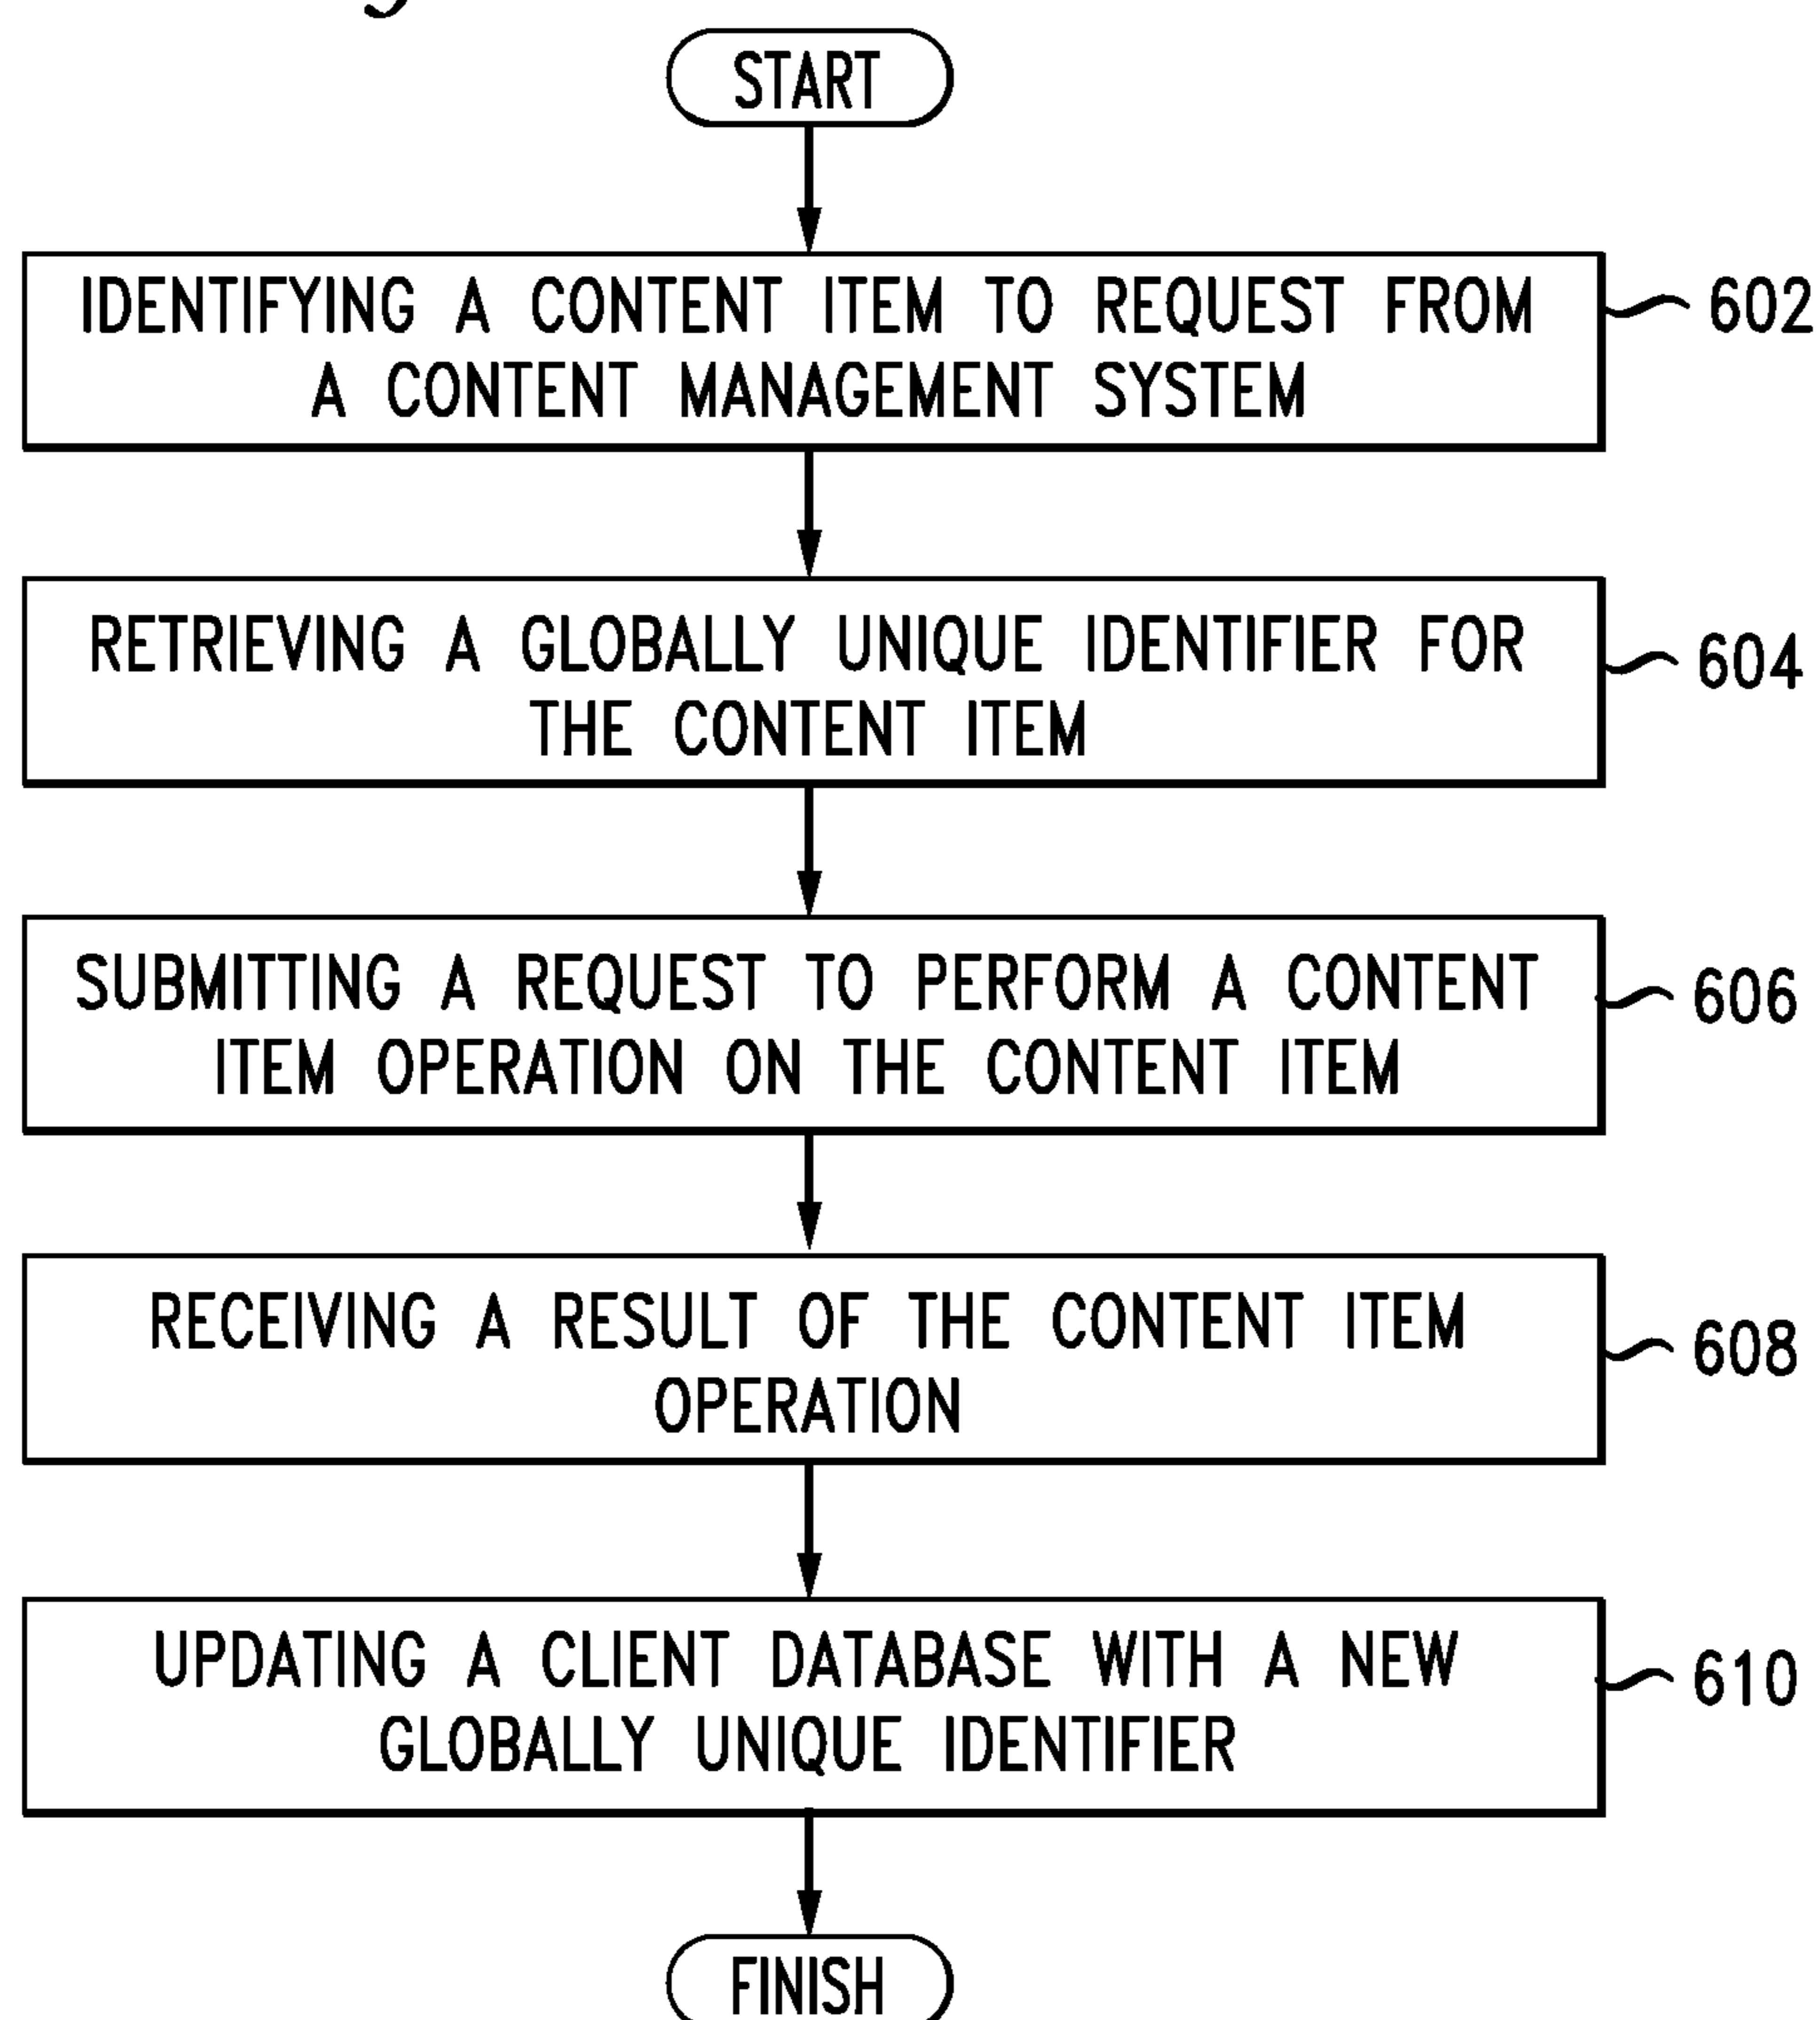 START
IDENTIFYING A CONTENT ITEM TO REQUEST FROM
A CONTENT MANAGEMENT SYSTEM
602
RETRIEVING A GLOBALLY UNIQUE IDENTIFIER FOR
THE CONTENT ITEM
604
SUBMITTING A REQUEST TO PERFORM A CONTENT
ITEM OPERATION ON THE CONTENT ITEM
606
RECEIVING A RESULT OF THE CONTENT ITEM
OPERATION
608
UPDATING A CLIENT DATABASE WITH A NEW
GLOBALLY UNIQUE IDENTIFIER
610
FINISH